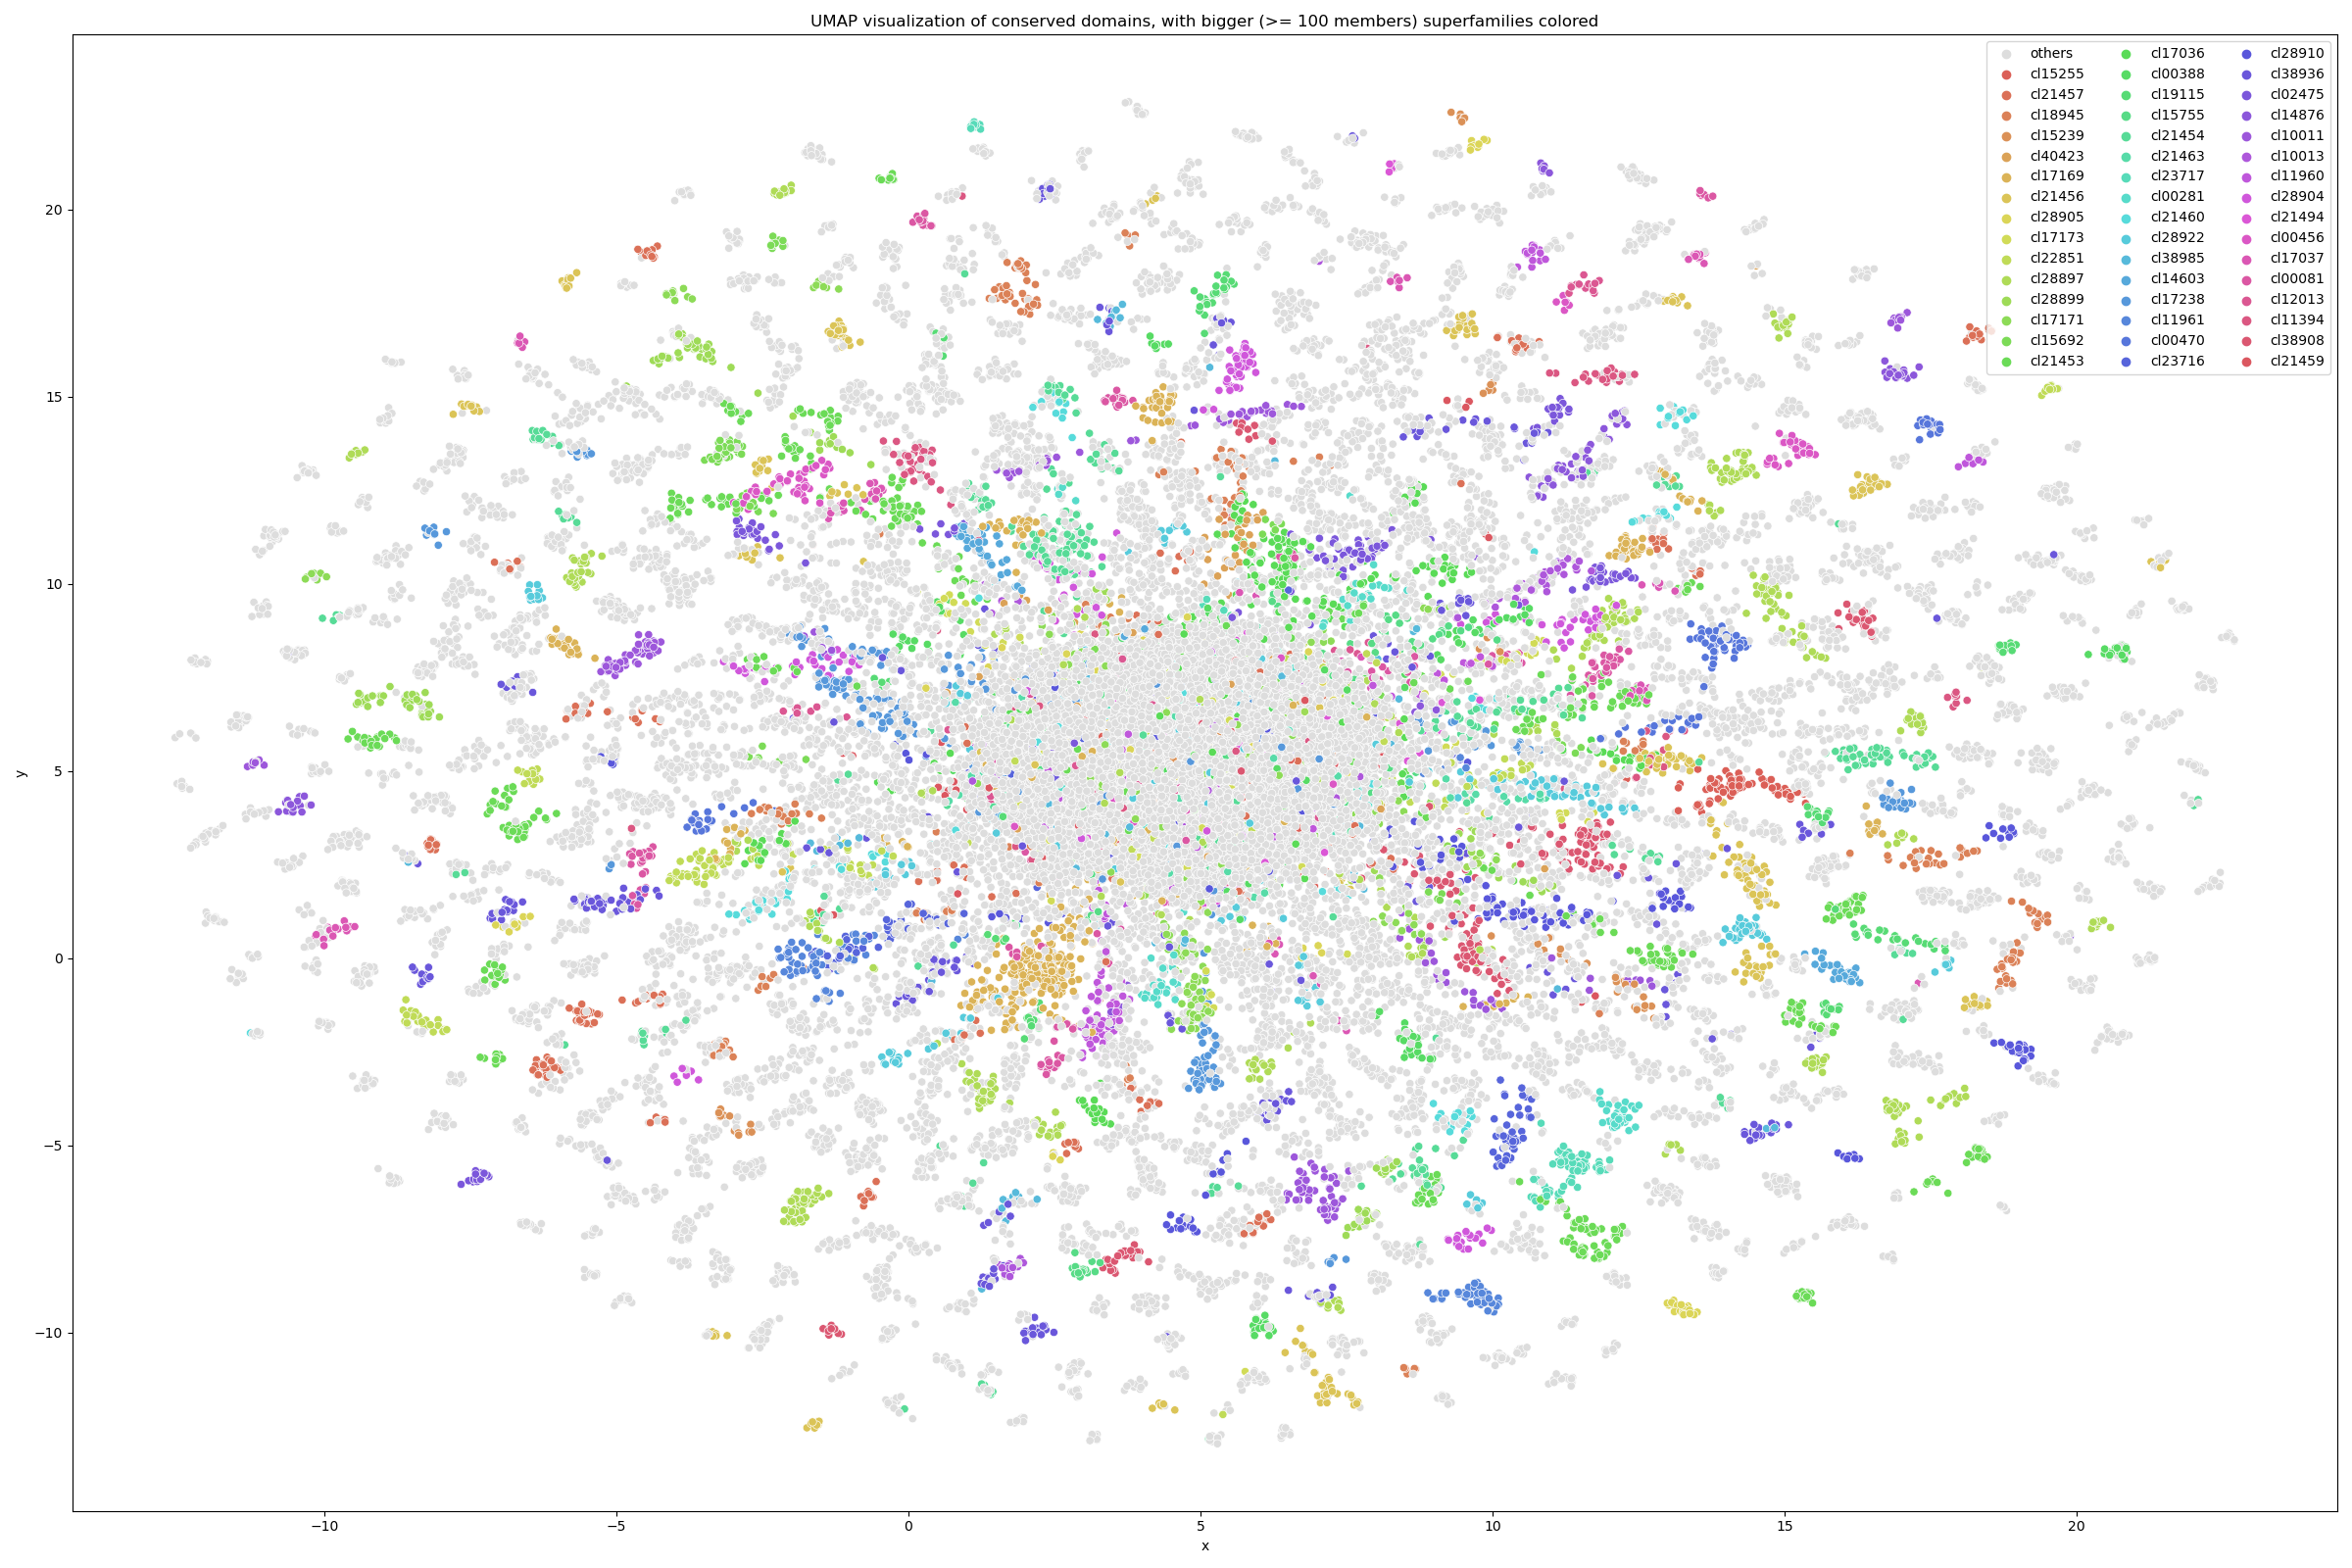 UMAP visualization of conserved domains, with bigger (>= 100 members) superfamilies colored
others cl17036 cl28910
cl15255 cl00388 cl38936
cl21457 cl19115 cl02475
cl18945 cl15755 cl14876
cl15239 cl21454 cl10011
cl40423 cl21463 cl10013
cl17169 cl23717 cl11960
cl21456 cl00281 cl28904
cl28905 cl21460 cl21494
cl17173 cl28922 cl00456
cl22851 cl38985 cl17037
cl28897 cl14603 cl00081
cl28899 cl17238 cl12013
cl17171 cl11961 cl11394
cl15692 cl00470 cl38908
cl21453 cl23716 cl21459
20
15
10
5
0
−5
−10
y
−10 −5 0 5 10 15 20
x